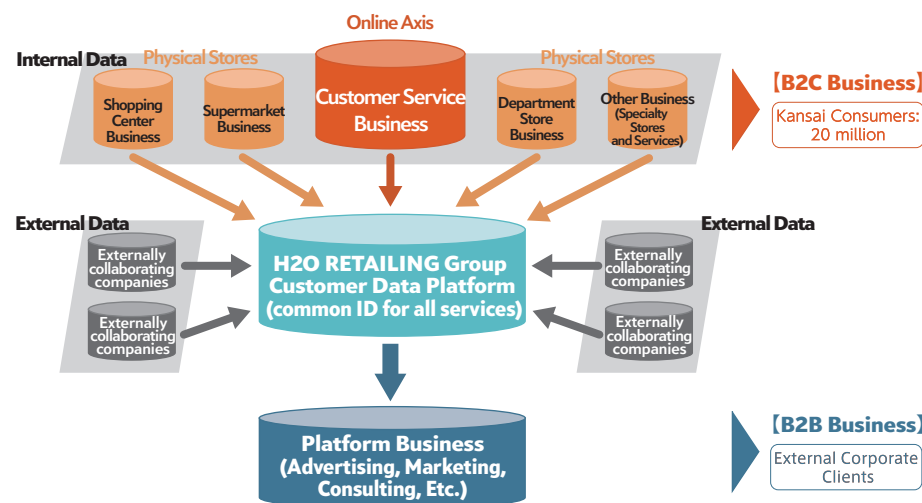 Online Axis
Internal Data
Physical Stores
Physical Stores
Shopping
Center
Business
Supermarket
Business
Customer Service
Business
Department
Store
Business
Other Business
(Specialty
Stores
and Services)
【B2C Business】
Kansai Consumers:
20 million
External Data
External Data
Externally
collaborating
companies
Externally
collaborating
companies
H2O RETAILING Group
Customer Data Platform
(common ID for all services)
Externally
collaborating
companies
Externally
collaborating
companies
Platform Business
(Advertising, Marketing,
Consulting, Etc.)
【B2B Business】
External Corporate
Clients